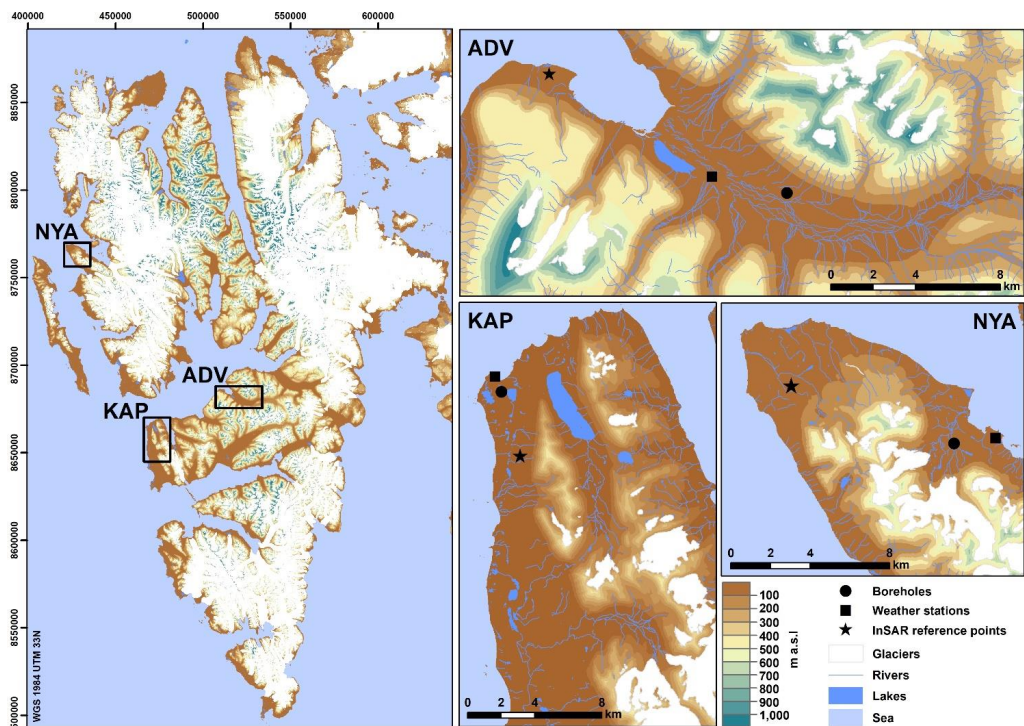 400000 450000 500000 550000 600000
8850000
8800000
8750000
8700000
8650000
8600000
8550000
WGS 1984 UTM 33N
NYA
ADV
KAP
ADV
0 2 4 8
km
KAP
0 2 4 8
km
NYA
0 2 4 8
km
100
200
300
400
500
600
700
800
900
1,000
m a.s.l
Boreholes
Weather stations
InSAR reference points
Glaciers
Rivers
Lakes
Sea